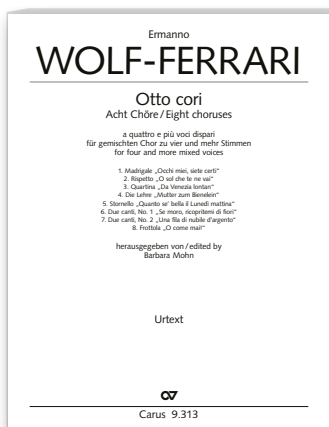 Ermanno
WOLF-FERRARI
Otto cori
Acht Chöre/Eight choruses
a quattro e più voci dispari
für gemischten Chor zu vier und mehr Stimmen
for four and more mixed voices
1. Madrigale „Occhi miei, siete certi“
2. Rispetto „O sol che te ne vai“
3. Quartina „Da Venezia lontan“
4. Die Lehre „Mutter zum Bienelein“
5. Stornello „Quanto se' bella il Lunedì mattina“
6. Due canti, No. 1 „Se moro, ricopritemi di fiori“
7. Due canti, No. 2 „Una fila di nubile d'argento“
8. Frottola „O come mai!“
herausgegeben von/edited by
Barbara Mohn
Urtext
Carus 9.313